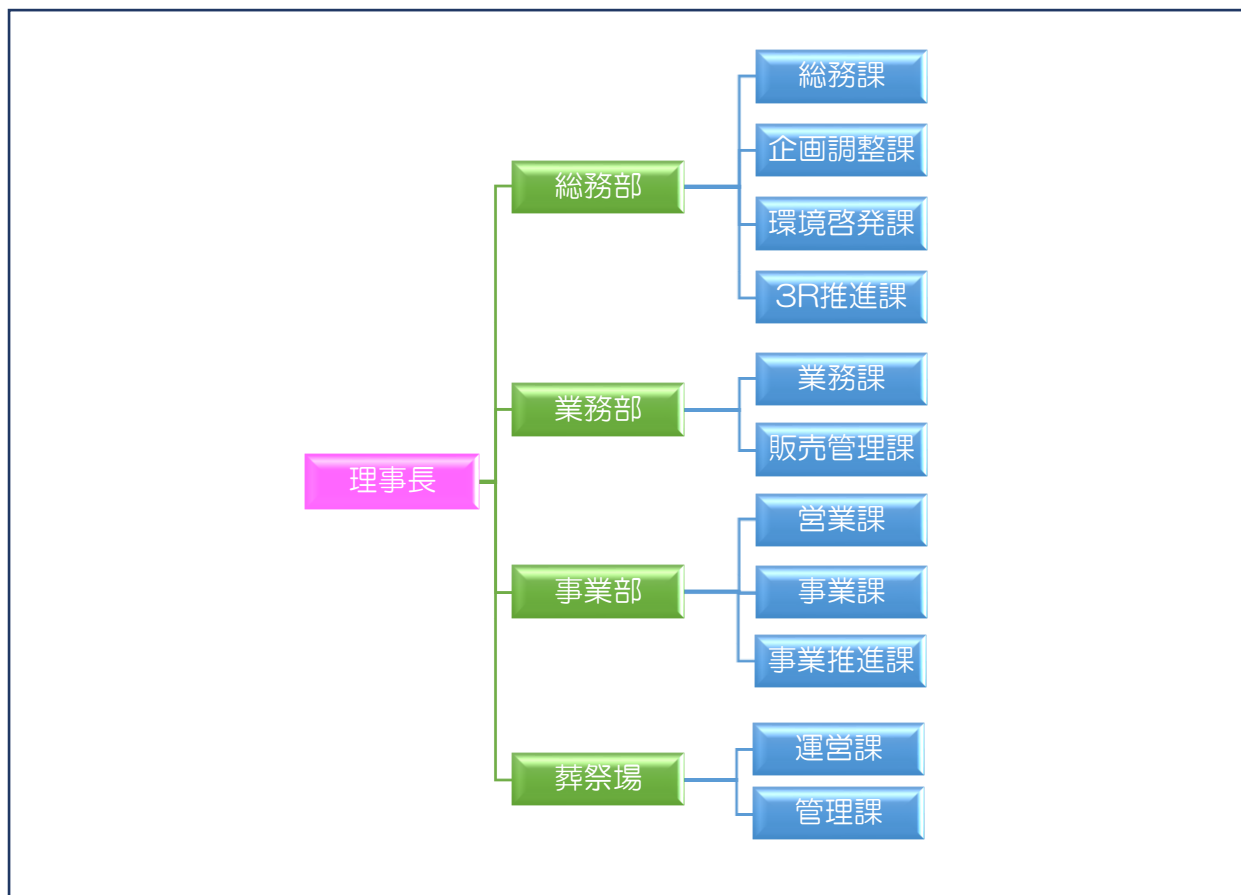 理事長
総務部
総務課
企画調整課
環境啓発課
3R推進課
業務部
業務課
販売管理課
事業部
営業課
事業課
事業推進課
葬祭場
運営課
管理課